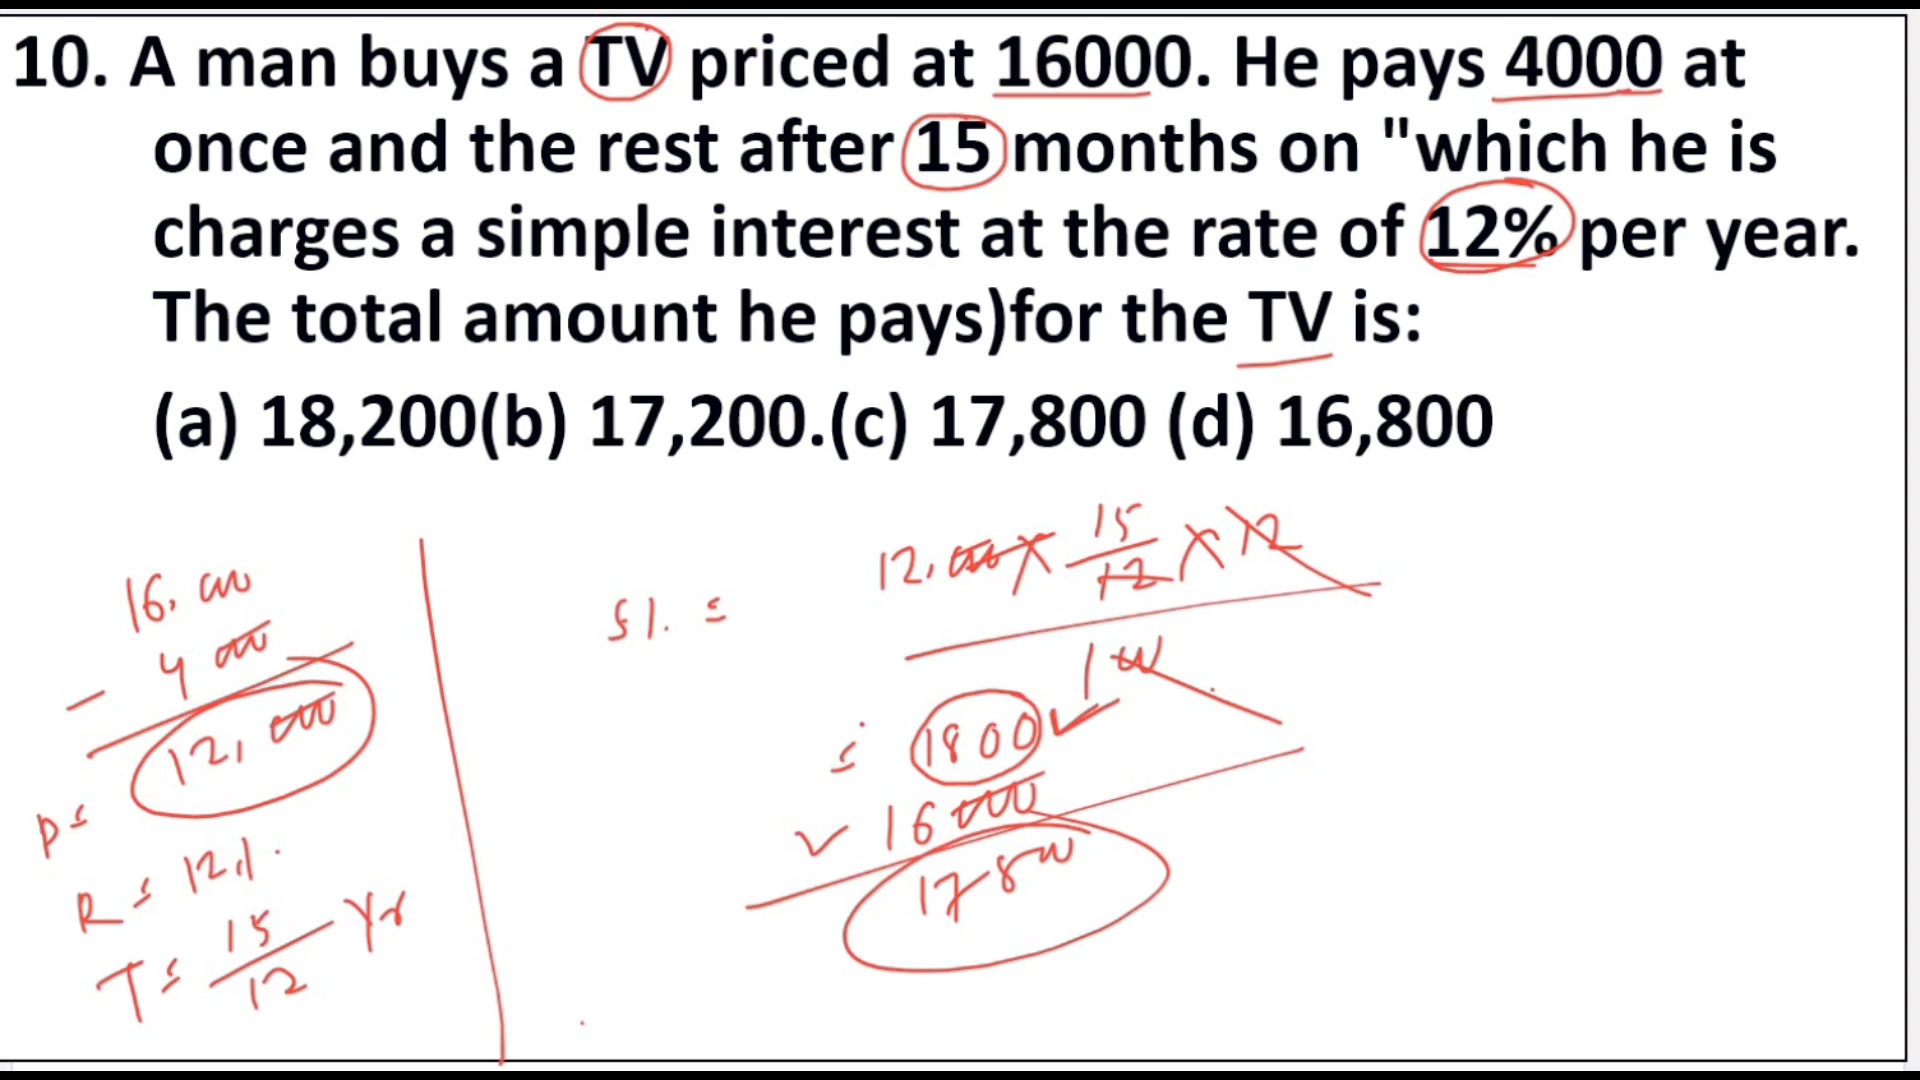 10. A man buys a TV priced at 16000. He pays 4000 at
once and the rest after 15 months on "which he is
charges a simple interest at the rate of 12% per year.
The total amount he pays)for the TV is:
(a) 18,200(b) 17,200.(c) 17,800 (d) 16,800
16,000
- 4000
12,000
P=
R = 12%
T = 15/12 Yr
SI. = 12,000 × 15/12 × 12
100
= 1800
16000
17800